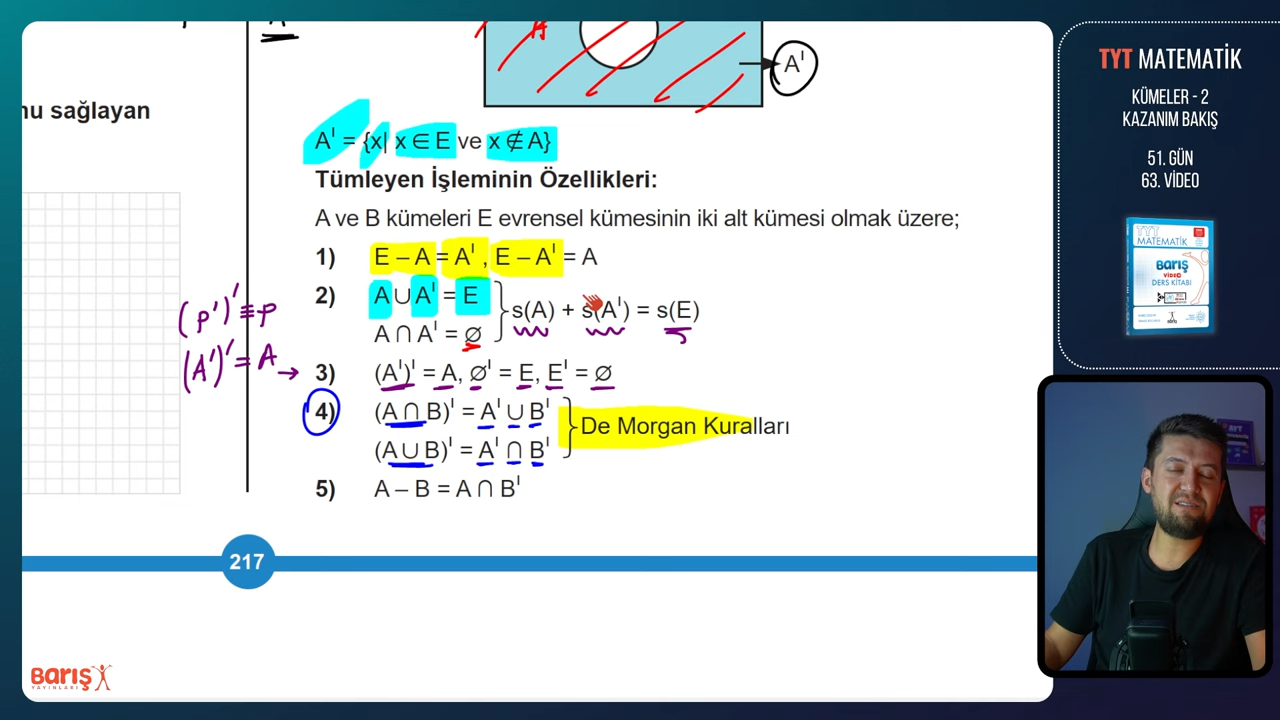 A
A'
nu sağlayan
A' = {x| x ∈ E ve x ∉ A}
Tümleyen İşleminin Özellikleri:
A ve B kümeleri E evrensel kümesinin iki alt kümesi olmak üzere;
1) E – A = A' , E – A' = A
2) A ∪ A' = E
A ∩ A' = ∅
s(A) + s(A') = s(E)
(p')' ≡ p
(A')' = A →
3) (A')' = A, ∅' = E, E' = ∅
4) (A ∩ B)' = A' ∪ B'
(A ∪ B)' = A' ∩ B'
De Morgan Kuralları
5) A – B = A ∩ B'
217
BARIŞ
YAYINLARI
TYT MATEMATİK
KÜMELER - 2
KAZANIM BAKIŞ
51. GÜN
63. VİDEO
TYT
MATEMATİK
BARIŞ
VİDEO
DERS KİTABI